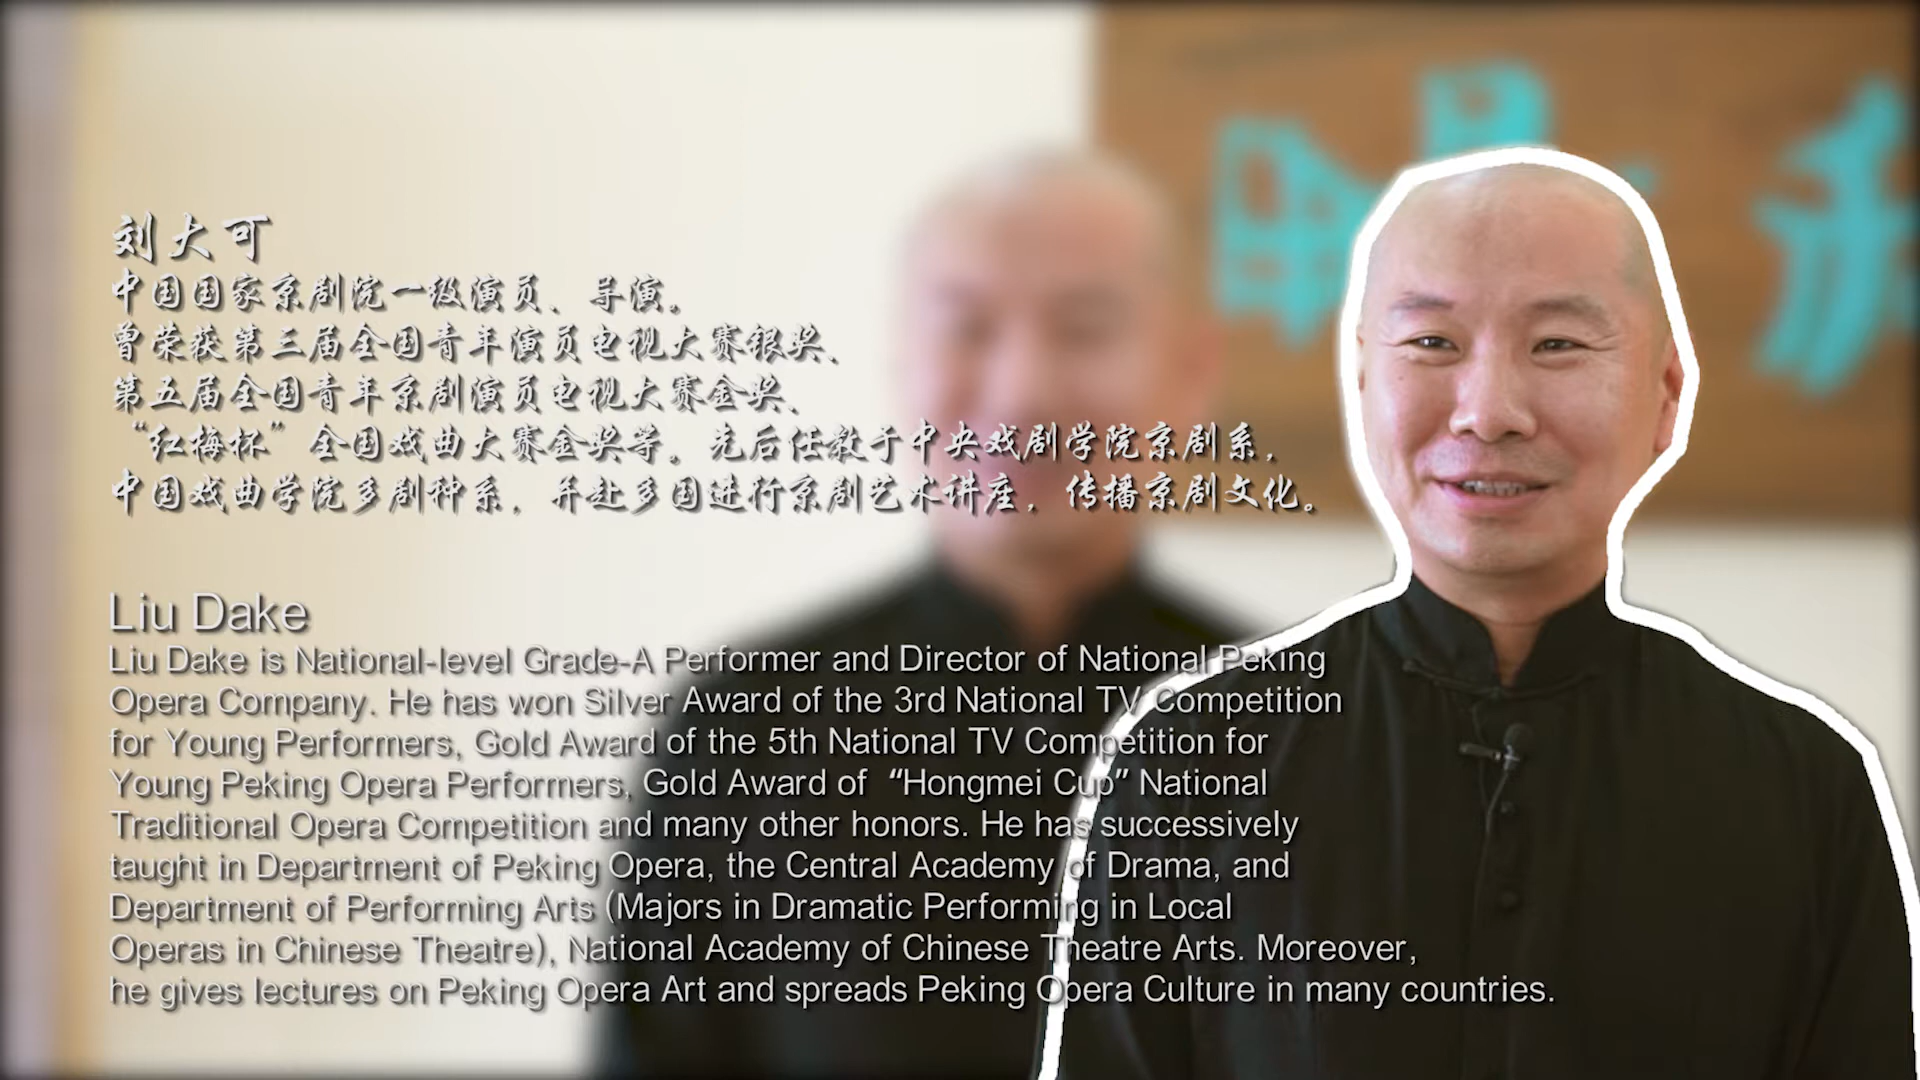 刘大可
中国国家京剧院一级演员、导演。
曾荣获第三届全国青年演员电视大赛银奖、
第五届全国青年京剧演员电视大赛金奖、
“红梅杯”全国戏曲大赛金奖等。先后任教于中央戏剧学院京剧系，
中国戏曲学院多剧种系，并赴多国进行京剧艺术讲座，传播京剧文化。
Liu Dake
Liu Dake is National-level Grade-A Performer and Director of National Peking
Opera Company. He has won Silver Award of the 3rd National TV Competition
for Young Performers, Gold Award of the 5th National TV Competition for
Young Peking Opera Performers, Gold Award of “Hongmei Cup” National
Traditional Opera Competition and many other honors. He has successively
taught in Department of Peking Opera, the Central Academy of Drama, and
Department of Performing Arts (Majors in Dramatic Performing in Local
Operas in Chinese Theatre), National Academy of Chinese Theatre Arts. Moreover,
he gives lectures on Peking Opera Art and spreads Peking Opera Culture in many countries.